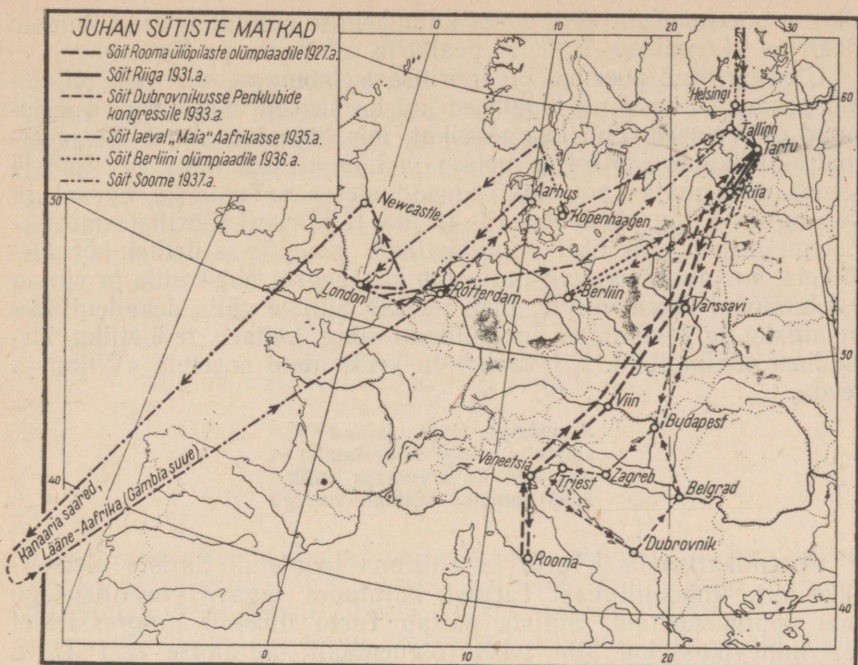 JUHAN SÜTISTE MATKAD
Sõit Rooma üliõpilaste olümpiaadile 1927.a.
Sõit Riiga 1931.a.
Sõit Dubrovnikusse Penklubide
kongressile 1933.a.
Sõit laeval „Maia" Aafrikasse 1935.a.
Sõit Berliini olümpiaadile 1936.a.
Sõit Soome 1937.a.
0
10
20
30
Helsingi
60
Tallinn
Tartu
Riia
Aarhus
Kopenhaagen
50
Newcastle
London
Rotterdam
Berliin
Varssavi
50
Viin
Budapest
Veneetsia
Triest
Zagreb
Belgrad
40
Kanaaria saared,
Lääne-Aafrika (Gambia suue)
Rooma
Dubrovnik
40
0
10
20